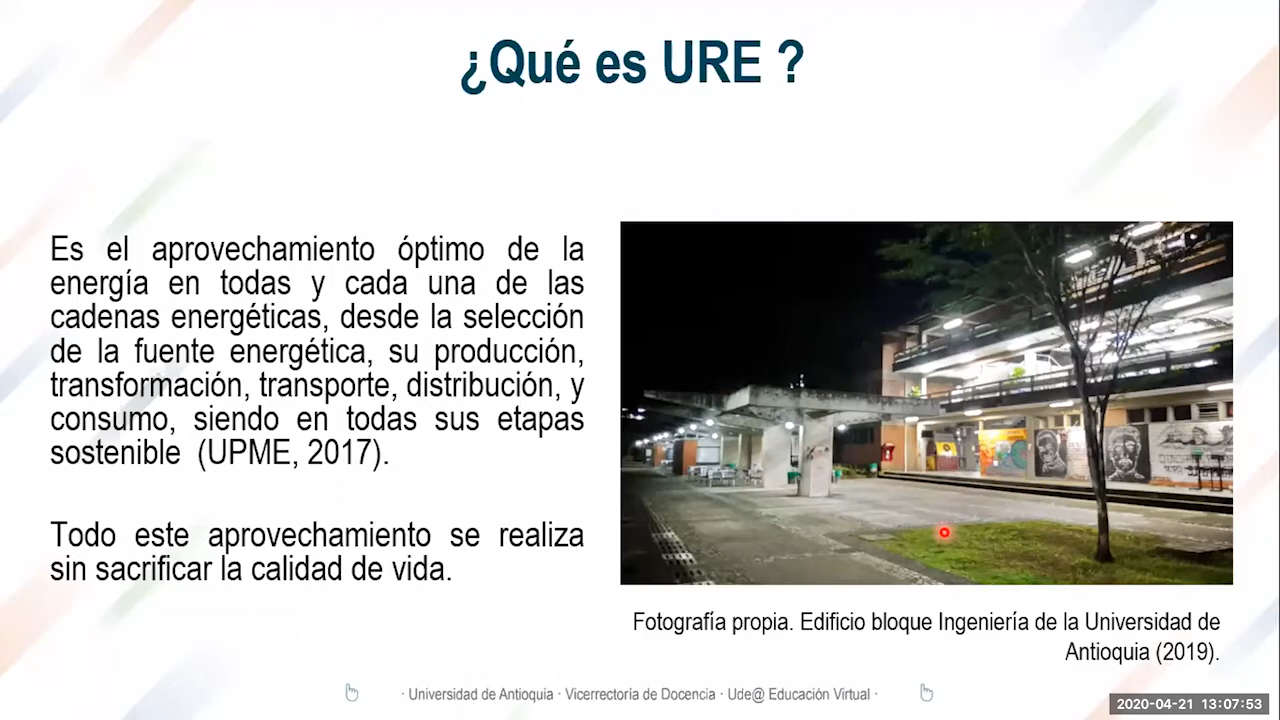 ¿Qué es URE ?
Es el aprovechamiento óptimo de la
energía en todas y cada una de las
cadenas energéticas, desde la selección
de la fuente energética, su producción,
transformación, transporte, distribución, y
consumo, siendo en todas sus etapas
sostenible (UPME, 2017).
Todo este aprovechamiento se realiza
sin sacrificar la calidad de vida.
Fotografía propia. Edificio bloque Ingeniería de la Universidad de
Antioquia (2019).
· Universidad de Antioquia · Vicerrectoría de Docencia · Ude@ Educación Virtual ·
2020-04-21 13:07:53